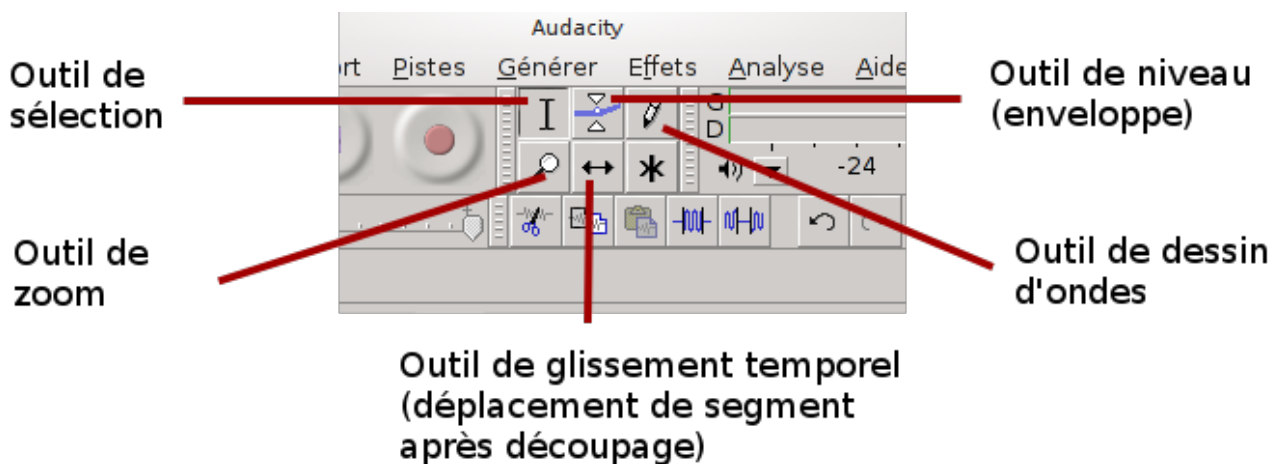 Audacity
ort Pistes Générer Effets Analyse Aide
Outil de
sélection
Outil de niveau
(enveloppe)
G
D
-24
Outil de
zoom
Outil de dessin
d'ondes
Outil de glissement temporel
(déplacement de segment
après découpage)